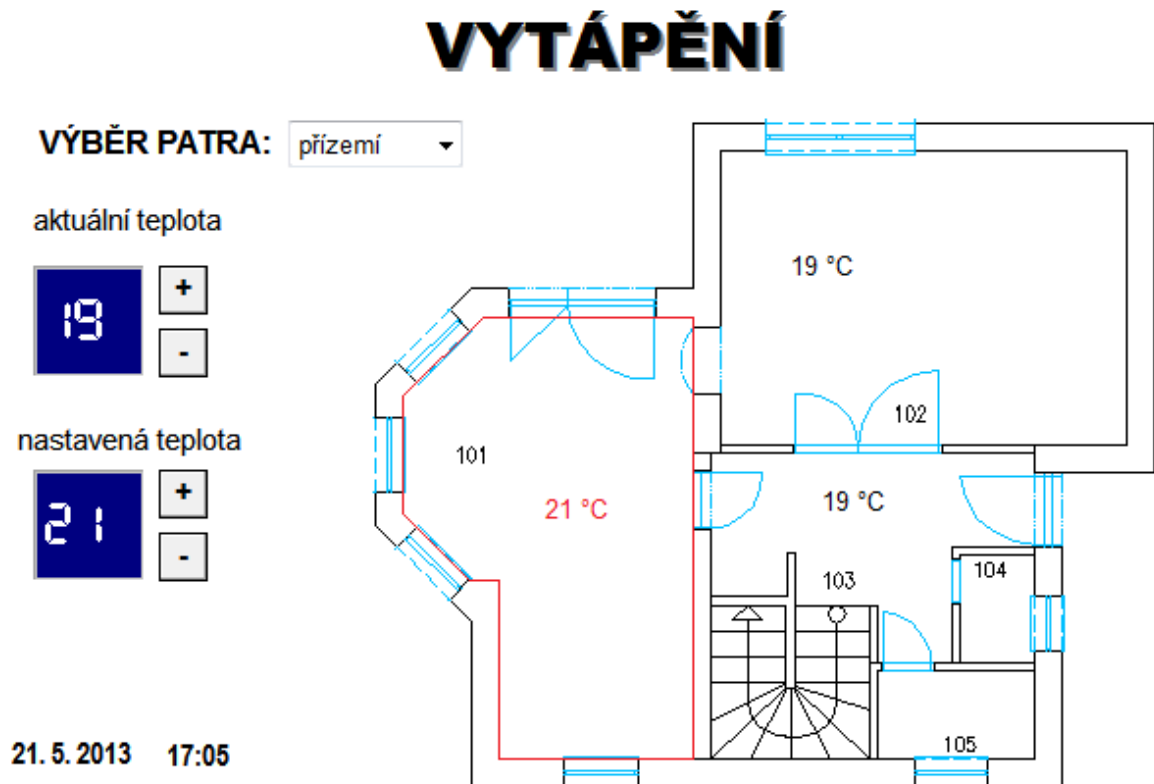 VYTÁPĚNÍ
VÝBĚR PATRA: přízemí
aktuální teplota
19
+
-
nastavená teplota
21
+
-
19 °C
102
101
21 °C
19 °C
104
103
105
21. 5. 2013 17:05